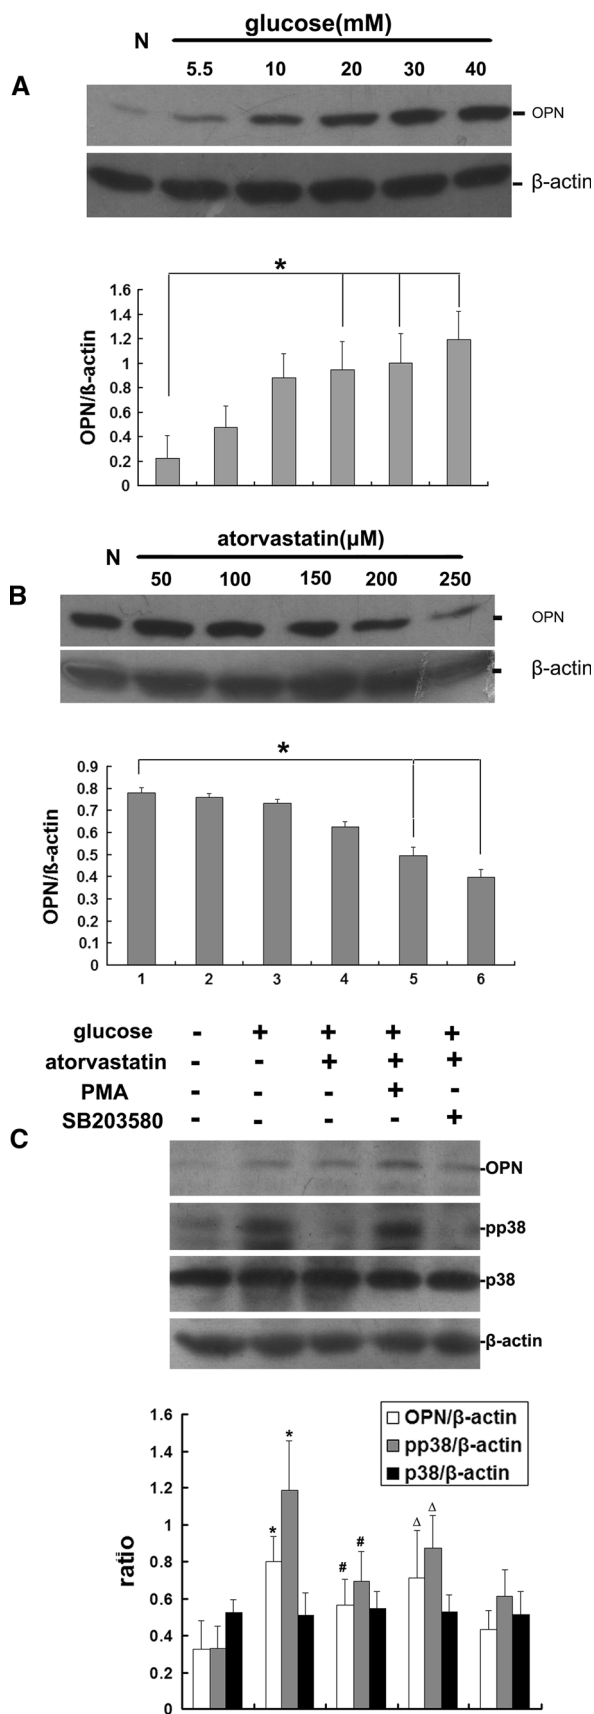 glucose(mM)
N
5.5 10 20 30 40
A
OPN
β-actin
*
1.6
1.4
1.2
1
0.8
0.6
0.4
0.2
0
OPN/ß-actin
atorvastatin(µM)
N
50 100 150 200 250
B
OPN
β-actin
*
0.9
0.8
0.7
0.6
0.5
0.4
0.3
0.2
0.1
0
OPN/ß-actin
1 2 3 4 5 6
glucose - + + + +
atorvastatin - - + + +
PMA - - - + -
SB203580 - - - - +
C
-OPN
-pp38
-p38
-β-actin
1.6
1.4
1.2
1
0.8
0.6
0.4
0.2
0
ratio
OPN/β-actin
pp38/β-actin
p38/β-actin
* *
# #
Δ Δ